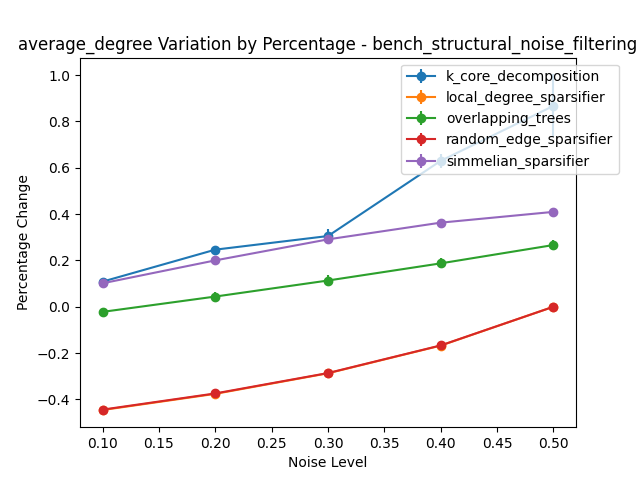 average_degree Variation by Percentage - bench_structural_noise_filtering
k_core_decomposition
local_degree_sparsifier
overlapping_trees
random_edge_sparsifier
simmelian_sparsifier
Percentage Change
1.0
0.8
0.6
0.4
0.2
0.0
−0.2
−0.4
0.10 0.15 0.20 0.25 0.30 0.35 0.40 0.45 0.50
Noise Level